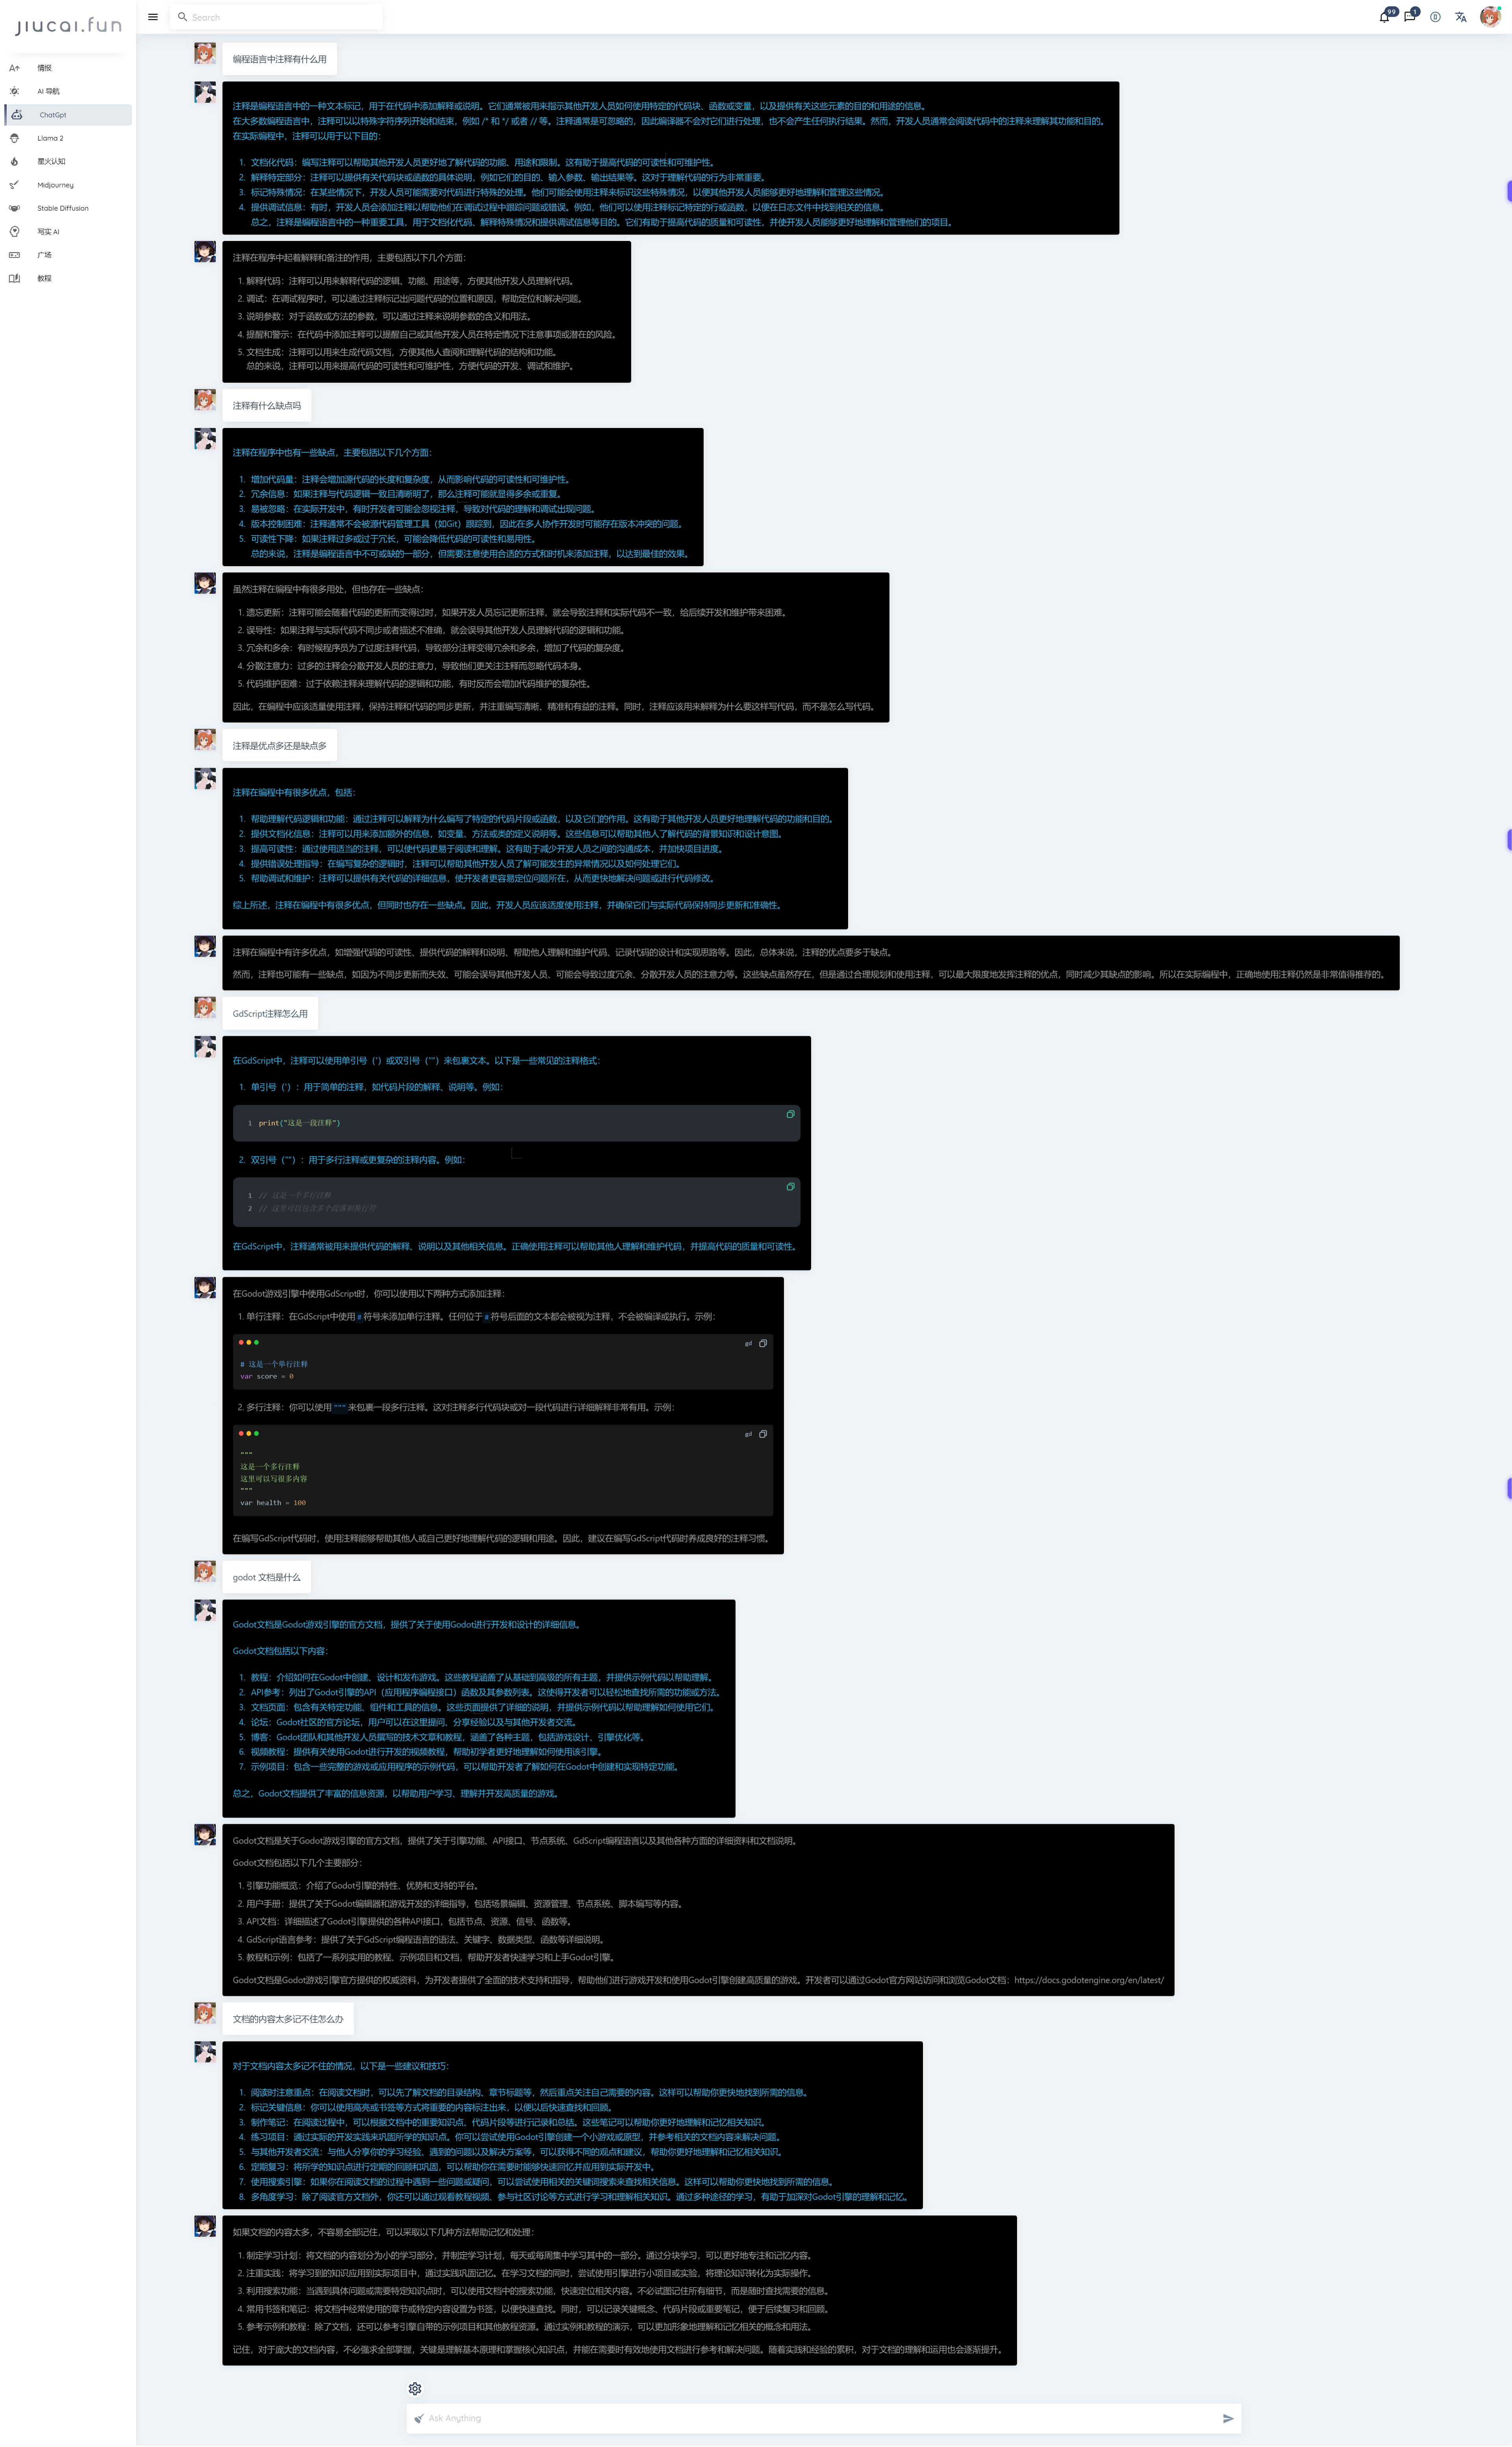 jiucai.fun
Search
99
1
情报
AI 导航
ChatGpt
Llama 2
星火认知
Midjourney
Stable Diffusion
写实 AI
广场
教程
编程语言中注释有什么用
注释是编程语言中的一种文本标记，用于在代码中添加解释或说明。它们通常被用来指示其他开发人员如何使用特定的代码块、函数或变量，以及提供有关这些元素的目的和用途的信息。
在大多数编程语言中，注释可以以特殊字符序列开始和结束，例如 /* 和 */ 或者 // 等。注释通常是可忽略的，因此编译器不会对它们进行处理，也不会产生任何执行结果。然而，开发人员通常会阅读代码中的注释来理解其功能和目的。
在实际编程中，注释可以用于以下目的：
1. 文档化代码：编写注释可以帮助其他开发人员更好地了解代码的功能、用途和限制。这有助于提高代码的可读性和可维护性。
2. 解释特定部分：注释可以提供有关代码块或函数的具体说明，例如它们的目的、输入参数、输出结果等。这对于理解代码的行为非常重要。
3. 标记特殊情况：在某些情况下，开发人员可能需要对代码进行特殊的处理。他们可能会使用注释来标识这些特殊情况，以便其他开发人员能够更好地理解和管理这些情况。
4. 提供调试信息：有时，开发人员会添加注释以帮助他们在调试过程中跟踪问题或错误。例如，他们可以使用注释标记特定的行或函数，以便在日志文件中找到相关的信息。
总之，注释是编程语言中的一种重要工具，用于文档化代码、解释特殊情况和提供调试信息等目的。它们有助于提高代码的质量和可读性，并使开发人员能够更好地理解和管理他们的项目。
注释在程序中起着解释和备注的作用，主要包括以下几个方面：
1. 解释代码：注释可以用来解释代码的逻辑、功能、用途等，方便其他开发人员理解代码。
2. 调试：在调试程序时，可以通过注释标记出问题代码的位置和原因，帮助定位和解决问题。
3. 说明参数：对于函数或方法的参数，可以通过注释来说明参数的含义和用法。
4. 提醒和警示：在代码中添加注释可以提醒自己或其他开发人员在特定情况下注意事项或潜在的风险。
5. 文档生成：注释可以用来生成代码文档，方便其他人查阅和理解代码的结构和功能。
总的来说，注释可以用来提高代码的可读性和可维护性，方便代码的开发、调试和维护。
注释有什么缺点吗
注释在程序中也有一些缺点，主要包括以下几个方面：
1. 增加代码量：注释会增加源代码的长度和复杂度，从而影响代码的可读性和可维护性。
2. 冗余信息：如果注释与代码逻辑一致且清晰明了，那么注释可能就显得多余或重复。
3. 易被忽略：在实际开发中，有时开发者可能会忽视注释，导致对代码的理解和调试出现问题。
4. 版本控制困难：注释通常不会被源代码管理工具（如Git）跟踪到，因此在多人协作开发时可能存在版本冲突的问题。
5. 可读性下降：如果注释过多或过于冗长，可能会降低代码的可读性和易用性。
总的来说，注释是编程语言中不可或缺的一部分，但需要注意使用合适的方式和时机来添加注释，以达到最佳的效果。
虽然注释在编程中有很多用处，但也存在一些缺点：
1. 遗忘更新：注释可能会随着代码的更新而变得过时，如果开发人员忘记更新注释，就会导致注释和实际代码不一致，给后续开发和维护带来困难。
2. 误导性：如果注释与实际代码不同步或者描述不准确，就会误导其他开发人员理解代码的逻辑和功能。
3. 冗余和多余：有时候程序员为了过度注释代码，导致部分注释变得冗余和多余，增加了代码的复杂度。
4. 分散注意力：过多的注释会分散开发人员的注意力，导致他们更关注注释而忽略代码本身。
5. 代码维护困难：过于依赖注释来理解代码的逻辑和功能，有时反而会增加代码维护的复杂性。
因此，在编程中应该适量使用注释，保持注释和代码的同步更新，并注重编写清晰、精准和有益的注释。同时，注释应该用来解释为什么要这样写代码，而不是怎么写代码。
注释是优点多还是缺点多
注释在编程中有很多优点，包括：
1. 帮助理解代码逻辑和功能：通过注释可以解释为什么编写了特定的代码片段或函数，以及它们的作用。这有助于其他开发人员更好地理解代码的功能和目的。
2. 提供文档化信息：注释可以用来添加额外的信息，如变量、方法或类的定义说明等。这些信息可以帮助其他人了解代码的背景知识和设计意图。
3. 提高可读性：通过使用适当的注释，可以使代码更易于阅读和理解。这有助于减少开发人员之间的沟通成本，并加快项目进度。
4. 提供错误处理指导：在编写复杂的逻辑时，注释可以帮助其他开发人员了解可能发生的异常情况以及如何处理它们。
5. 帮助调试和维护：注释可以提供有关代码的详细信息，使开发者更容易定位问题所在，从而更快地解决问题或进行代码修改。
综上所述，注释在编程中有很多优点，但同时也存在一些缺点。因此，开发人员应该适度使用注释，并确保它们与实际代码保持同步更新和准确性。
注释在编程中有许多优点，如增强代码的可读性、提供代码的解释和说明、帮助他人理解和维护代码、记录代码的设计和实现思路等。因此，总体来说，注释的优点要多于缺点。
然而，注释也可能有一些缺点，如因为不同步更新而失效、可能会误导其他开发人员、可能会导致过度冗余、分散开发人员的注意力等。这些缺点虽然存在，但是通过合理规划和使用注释，可以最大限度地发挥注释的优点，同时减少其缺点的影响。所以在实际编程中，正确地使用注释仍然是非常值得推荐的。
GdScript注释怎么用
在GdScript中，注释可以使用单引号（'）或双引号（""）来包裹文本。以下是一些常见的注释格式：
1. 单引号（'）：用于简单的注释，如代码片段的解释、说明等。例如：
1 print("这是一段注释")
2. 双引号（""）：用于多行注释或更复杂的注释内容。例如：
1 // 这是一个多行注释
2 // 这里可以包含多个段落和换行符
在GdScript中，注释通常被用来提供代码的解释、说明以及其他相关信息。正确使用注释可以帮助其他人理解和维护代码，并提高代码的质量和可读性。
在Godot游戏引擎中使用GdScript时，你可以使用以下两种方式添加注释：
1. 单行注释：在GdScript中使用#符号来添加单行注释。任何位于#符号后面的文本都会被视为注释，不会被编译或执行。示例：
gd
# 这是一个单行注释
var score = 0
2. 多行注释：你可以使用"""来包裹一段多行注释。这对注释多行代码块或对一段代码进行详细解释非常有用。示例：
gd
"""
这是一个多行注释
这里可以写很多内容
"""
var health = 100
在编写GdScript代码时，使用注释能够帮助其他人或自己更好地理解代码的逻辑和用途。因此，建议在编写GdScript代码时养成良好的注释习惯。
godot 文档是什么
Godot文档是Godot游戏引擎的官方文档，提供了关于使用Godot进行开发和设计的详细信息。
Godot文档包括以下内容：
1. 教程：介绍如何在Godot中创建、设计和发布游戏。这些教程涵盖了从基础到高级的所有主题，并提供示例代码以帮助理解。
2. API参考：列出了Godot引擎的API（应用程序编程接口）函数及其参数列表。这使得开发者可以轻松地查找所需的功能或方法。
3. 文档页面：包含有关特定功能、组件和工具的信息。这些页面提供了详细的说明，并提供示例代码以帮助理解如何使用它们。
4. 论坛：Godot社区的官方论坛，用户可以在这里提问、分享经验以及与其他开发者交流。
5. 博客：Godot团队和其他开发人员撰写的技术文章和教程，涵盖了各种主题，包括游戏设计、引擎优化等。
6. 视频教程：提供有关使用Godot进行开发的视频教程，帮助初学者更好地理解如何使用该引擎。
7. 示例项目：包含一些完整的游戏或应用程序的示例代码，可以帮助开发者了解如何在Godot中创建和实现特定功能。
总之，Godot文档提供了丰富的信息资源，以帮助用户学习、理解并开发高质量的游戏。
Godot文档是关于Godot游戏引擎的官方文档，提供了关于引擎功能、API接口、节点系统、GdScript编程语言以及其他各种方面的详细资料和文档说明。
Godot文档包括以下几个主要部分：
1. 引擎功能概览：介绍了Godot引擎的特性、优势和支持的平台。
2. 用户手册：提供了关于Godot编辑器和游戏开发的详细指导，包括场景编辑、资源管理、节点系统、脚本编写等内容。
3. API文档：详细描述了Godot引擎提供的各种API接口，包括节点、资源、信号、函数等。
4. GdScript语言参考：提供了关于GdScript编程语言的语法、关键字、数据类型、函数等详细说明。
5. 教程和示例：包括了一系列实用的教程、示例项目和文档，帮助开发者快速学习和上手Godot引擎。
Godot文档是Godot游戏引擎官方提供的权威资料，为开发者提供了全面的技术支持和指导，帮助他们进行游戏开发和使用Godot引擎创建高质量的游戏。开发者可以通过Godot官方网站访问和浏览Godot文档：https://docs.godotengine.org/en/latest/
文档的内容太多记不住怎么办
对于文档内容太多记不住的情况，以下是一些建议和技巧：
1. 阅读时注意重点：在阅读文档时，可以先了解文档的目录结构、章节标题等，然后重点关注自己需要的内容。这样可以帮助你更快地找到所需的信息。
2. 标记关键信息：你可以使用高亮或书签等方式将重要的内容标注出来，以便以后快速查找和回顾。
3. 制作笔记：在阅读过程中，可以根据文档中的重要知识点、代码片段等进行记录和总结。这些笔记可以帮助你更好地理解和记忆相关知识。
4. 练习项目：通过实际的开发实践来巩固所学的知识点。你可以尝试使用Godot引擎创建一个小游戏或原型，并参考相关的文档内容来解决问题。
5. 与其他开发者交流：与他人分享你的学习经验、遇到的问题以及解决方案等，可以获得不同的观点和建议，帮助你更好地理解和记忆相关知识。
6. 定期复习：将所学的知识点进行定期的回顾和巩固，可以帮助你在需要时能够快速回忆并应用到实际开发中。
7. 使用搜索引擎：如果你在阅读文档的过程中遇到一些问题或疑问，可以尝试使用相关的关键词搜索来查找相关信息。这样可以帮助你更快地找到所需的信息。
8. 多角度学习：除了阅读官方文档外，你还可以通过观看教程视频、参与社区讨论等方式进行学习和理解相关知识。通过多种途径的学习，有助于加深对Godot引擎的理解和记忆。
如果文档的内容太多，不容易全部记住，可以采取以下几种方法帮助记忆和处理：
1. 制定学习计划：将文档的内容划分为小的学习部分，并制定学习计划，每天或每周集中学习其中的一部分。通过分块学习，可以更好地专注和记忆内容。
2. 注重实践：将学习到的知识应用到实际项目中，通过实践巩固记忆。在学习文档的同时，尝试使用引擎进行小项目或实验，将理论知识转化为实际操作。
3. 利用搜索功能：当遇到具体问题或需要特定知识点时，可以使用文档中的搜索功能，快速定位相关内容。不必试图记住所有细节，而是随时查找需要的信息。
4. 常用书签和笔记：将文档中经常使用的章节或特定内容设置为书签，以便快速查找。同时，可以记录关键概念、代码片段或重要笔记，便于后续复习和回顾。
5. 参考示例和教程：除了文档，还可以参考引擎自带的示例项目和其他教程资源。通过实例和教程的演示，可以更加形象地理解和记忆相关的概念和用法。
记住，对于庞大的文档内容，不必强求全部掌握，关键是理解基本原理和掌握核心知识点，并能在需要时有效地使用文档进行参考和解决问题。随着实践和经验的累积，对于文档的理解和运用也会逐渐提升。
Ask Anything